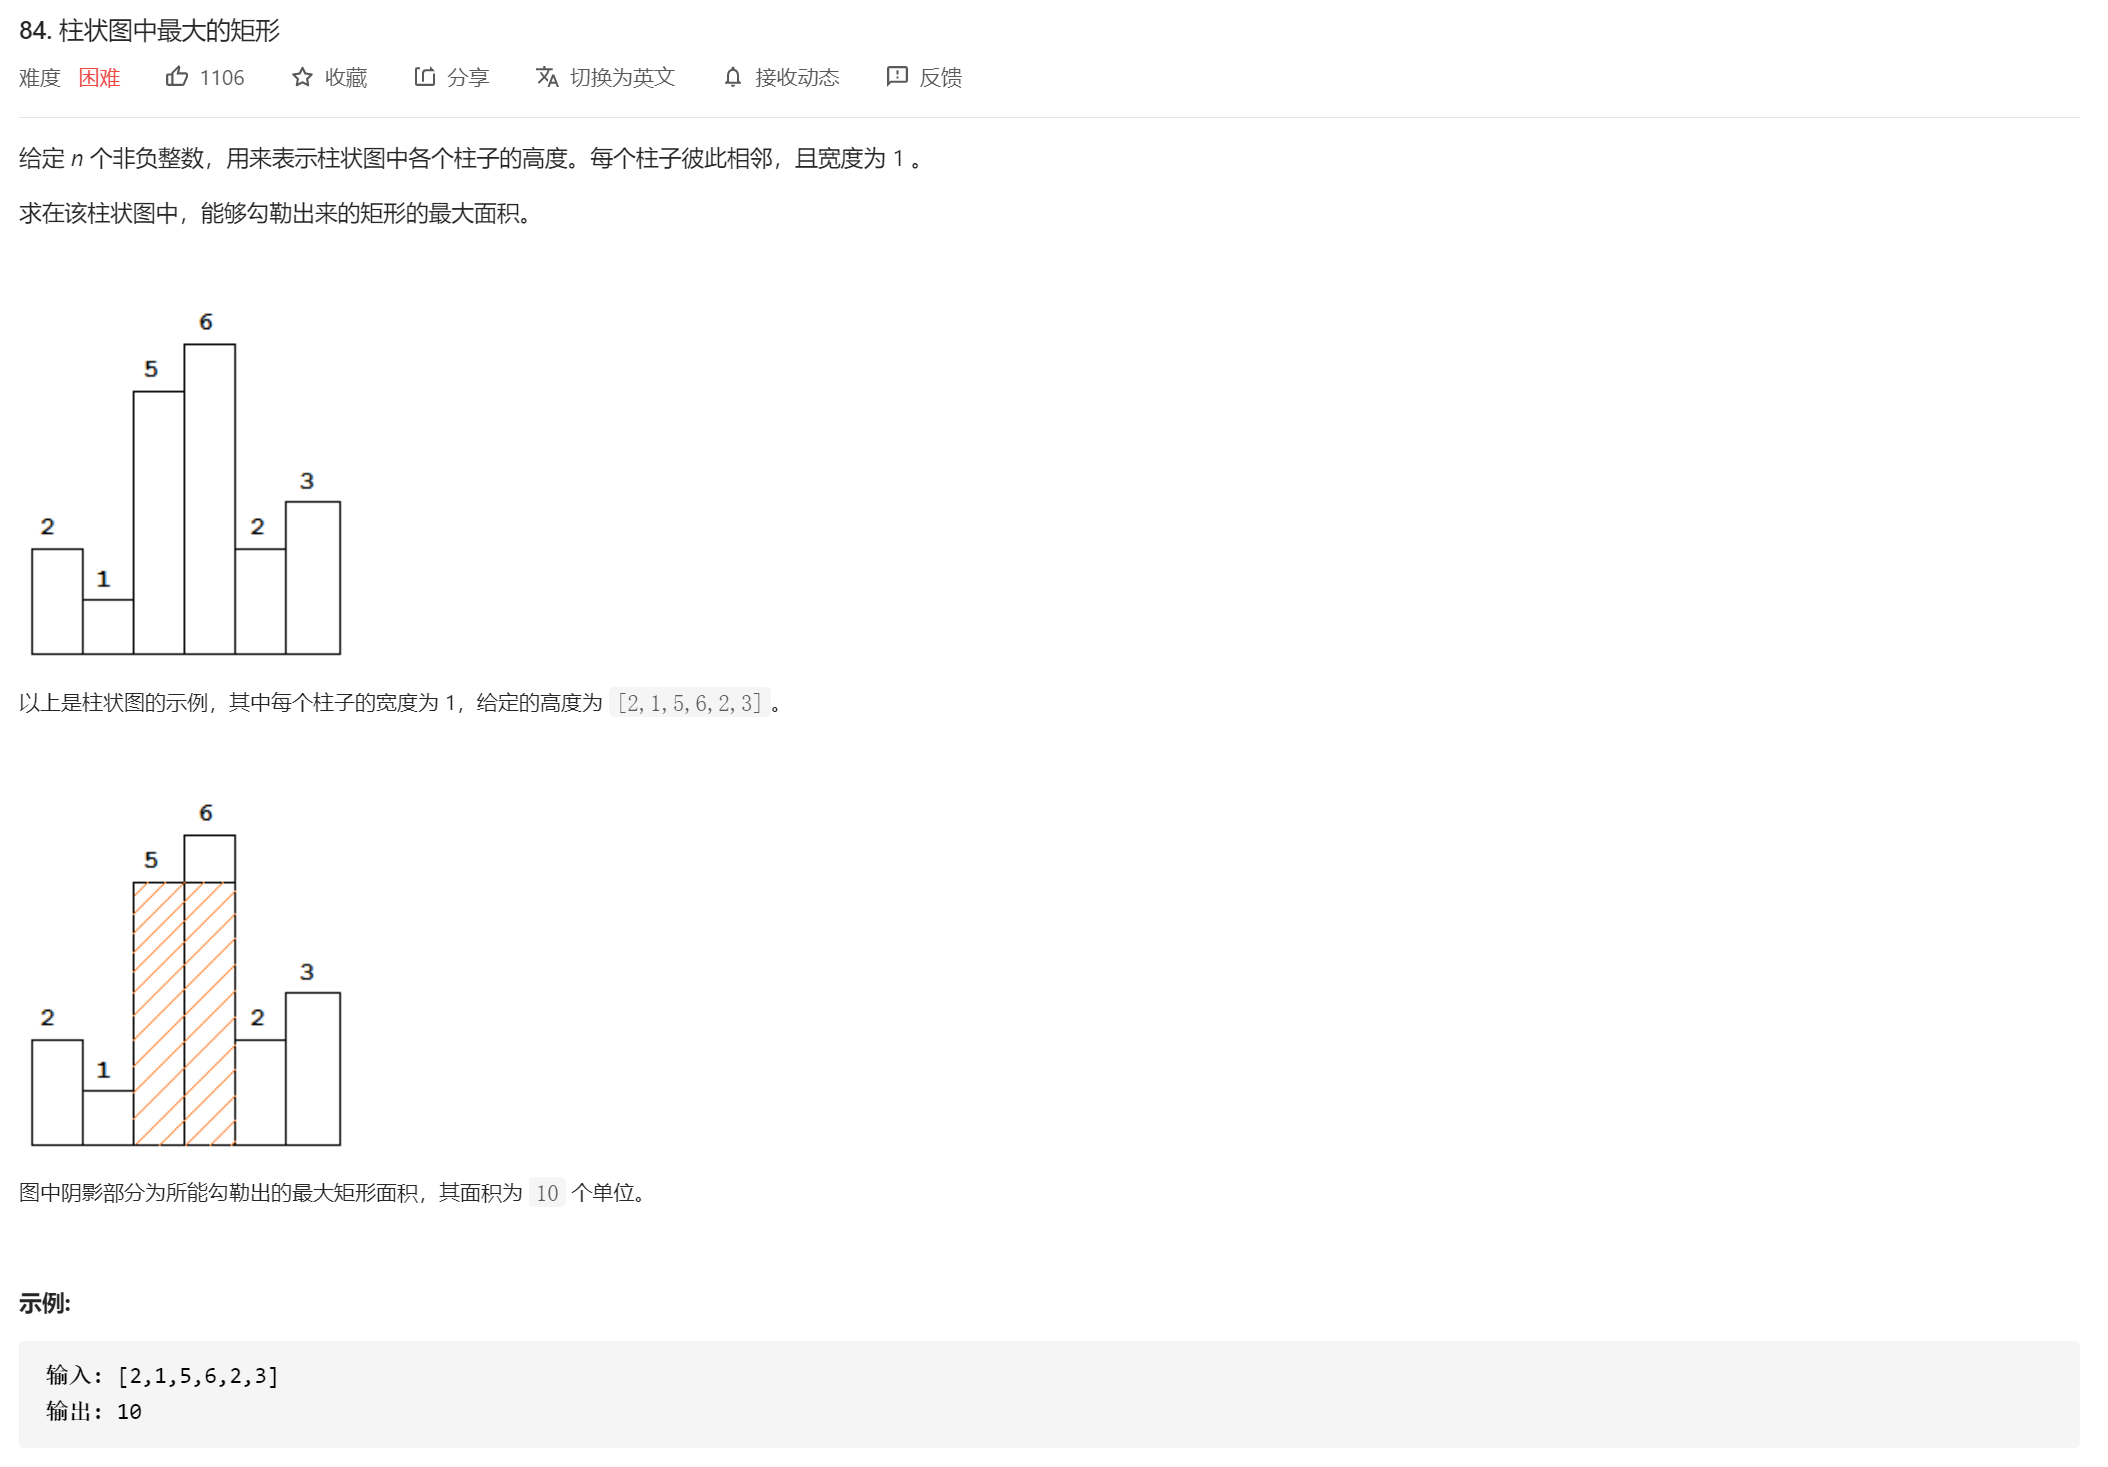 84. 柱状图中最大的矩形
难度 困难 1106 收藏 分享 切换为英文 接收动态 反馈
给定 n 个非负整数，用来表示柱状图中各个柱子的高度。每个柱子彼此相邻，且宽度为 1 。
求在该柱状图中，能够勾勒出来的矩形的最大面积。
6
5
3
2 2
1
以上是柱状图的示例，其中每个柱子的宽度为 1，给定的高度为 [2,1,5,6,2,3] 。
6
5
3
2 2
1
图中阴影部分为所能勾勒出的最大矩形面积，其面积为 10 个单位。
示例:
输入: [2,1,5,6,2,3]
输出: 10